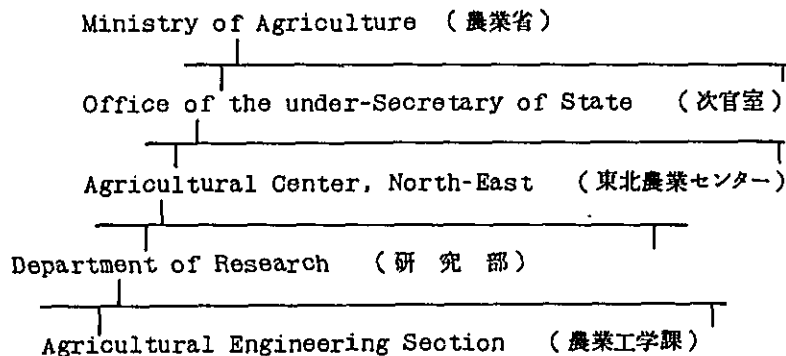 Ministry of Agriculture （農業省）
Office of the under-Secretary of State （次官室）
Agricultural Center, North-East （東北農業センター）
Department of Research （研究部）
Agricultural Engineering Section （農業工学課）